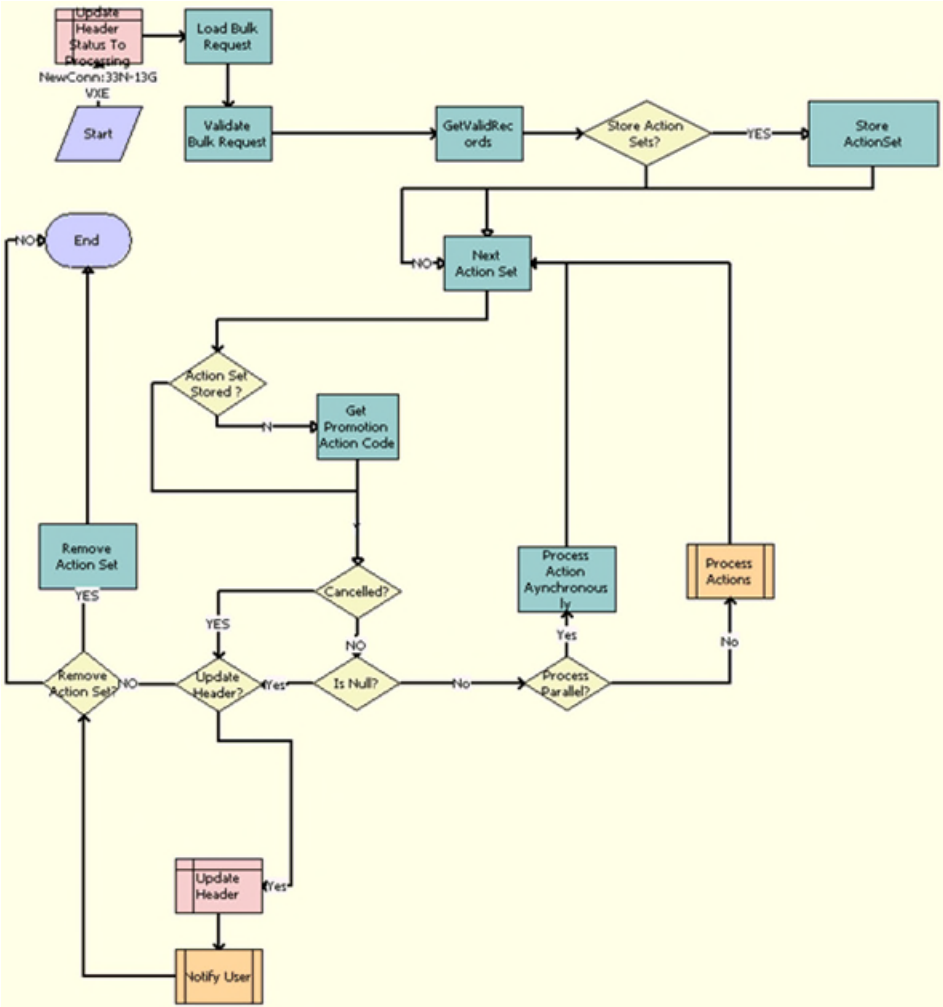 Update
Header
Status To
Processing
NewConn:33N-13G
VXE
Start
Load Bulk
Request
Validate
Bulk Request
GetValidRec
ords
Store Action
Sets?
YES
Store
ActionSet
NO
End
NO
Next
Action Set
Action Set
Stored ?
N
Get
Promotion
Action Code
Y
Remove
Action Set
YES
Cancelled?
YES
NO
Process
Action
Aynchronous
ly
Yes
Process
Actions
No
Remove
Action Set?
NO
Update
Header?
Yes
Is Null?
No
Process
Parallel?
Update
Header
Yes
Notify User